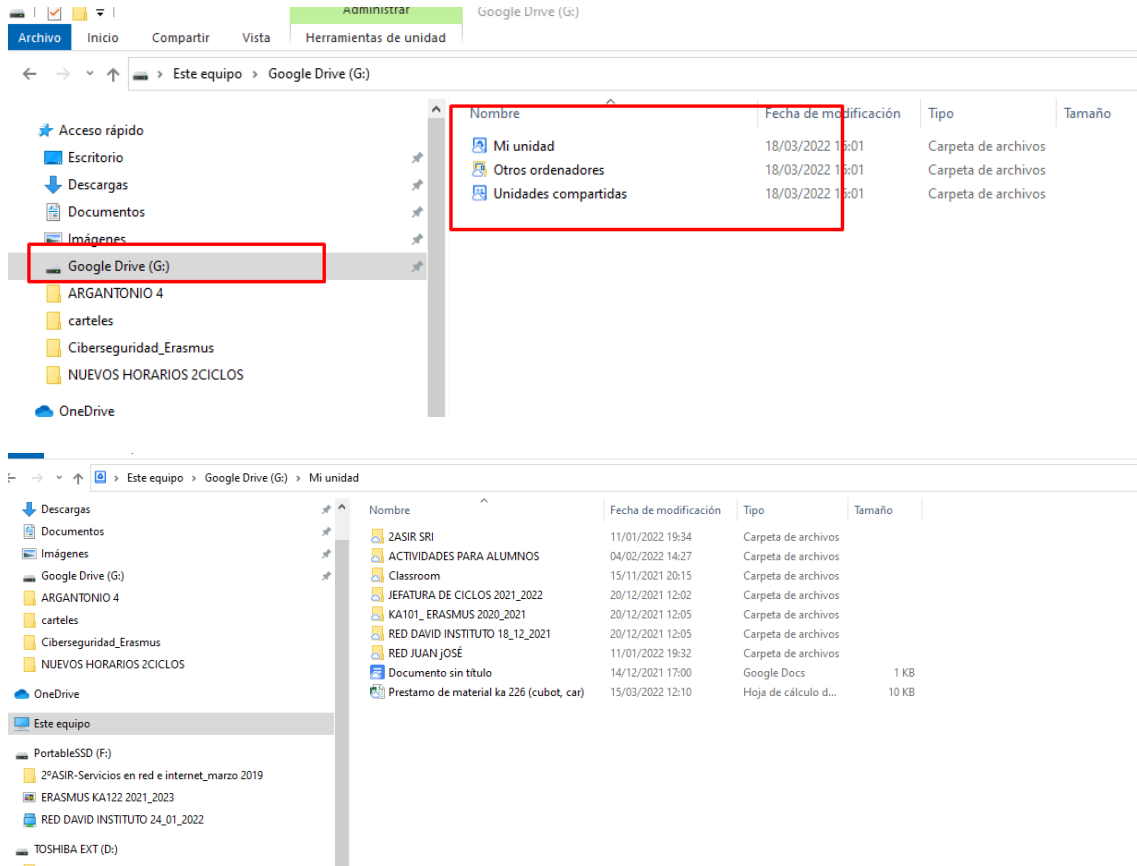 Administrar Google Drive (G:)
Archivo Inicio Compartir Vista Herramientas de unidad
Este equipo › Google Drive (G:)
Nombre Fecha de modificación Tipo Tamaño
Acceso rápido
Escritorio
Descargas
Documentos
Imágenes
Google Drive (G:)
ARGANTONIO 4
carteles
Ciberseguridad_Erasmus
NUEVOS HORARIOS 2CICLOS
OneDrive
Mi unidad 18/03/2022 16:01 Carpeta de archivos
Otros ordenadores 18/03/2022 16:01 Carpeta de archivos
Unidades compartidas 18/03/2022 16:01 Carpeta de archivos
Este equipo › Google Drive (G:) › Mi unidad
Descargas
Documentos
Imágenes
Google Drive (G:)
ARGANTONIO 4
carteles
Ciberseguridad_Erasmus
NUEVOS HORARIOS 2CICLOS
OneDrive
Este equipo
PortableSSD (F:)
2ºASIR-Servicios en red e internet_marzo 2019
ERASMUS KA122 2021_2023
RED DAVID INSTITUTO 24_01_2022
TOSHIBA EXT (D:)
Nombre Fecha de modificación Tipo Tamaño
2ASIR SRI 11/01/2022 19:34 Carpeta de archivos
ACTIVIDADES PARA ALUMNOS 04/02/2022 14:27 Carpeta de archivos
Classroom 15/11/2021 20:15 Carpeta de archivos
JEFATURA DE CICLOS 2021_2022 20/12/2021 12:02 Carpeta de archivos
KA101_ ERASMUS 2020_2021 20/12/2021 12:05 Carpeta de archivos
RED DAVID INSTITUTO 18_12_2021 20/12/2021 12:05 Carpeta de archivos
RED JUAN jOSÉ 11/01/2022 19:32 Carpeta de archivos
Documento sin título 14/12/2021 17:00 Google Docs 1 KB
Prestamo de material ka 226 (cubot, car) 15/03/2022 12:10 Hoja de cálculo d... 10 KB